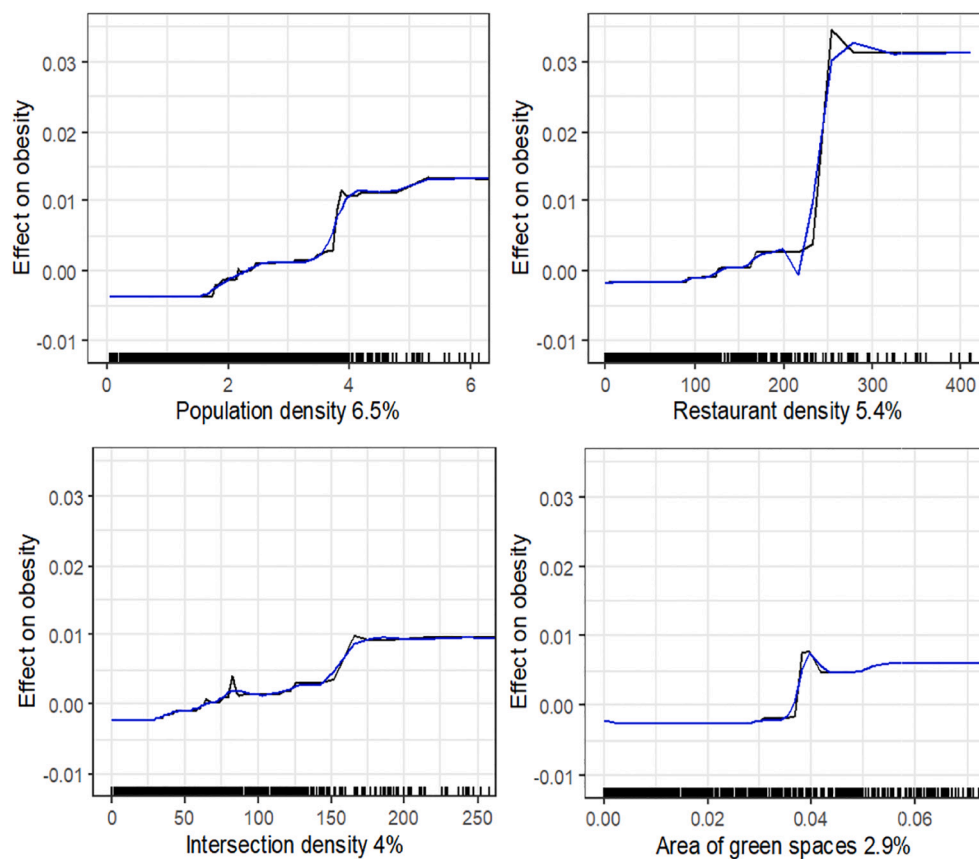 Effect on obesity
0.03
0.02
0.01
0.00
-0.01
0 2 4 6
Population density 6.5%
Effect on obesity
0.03
0.02
0.01
0.00
-0.01
0 100 200 300 400
Restaurant density 5.4%
Effect on obesity
0.03
0.02
0.01
0.00
-0.01
0 50 100 150 200 250
Intersection density 4%
Effect on obesity
0.03
0.02
0.01
0.00
-0.01
0.00 0.02 0.04 0.06
Area of green spaces 2.9%